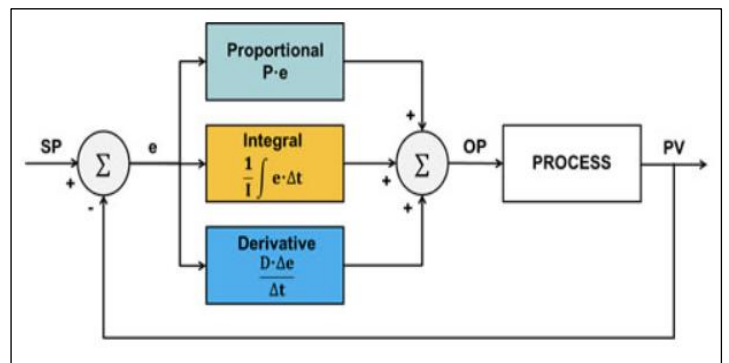 Proportional
P·e
SP
Σ
e
+
-
Integral
1/I ∫ e·Δt
+
+
+
Σ
OP
PROCESS
PV
Derivative
D·Δe
Δt